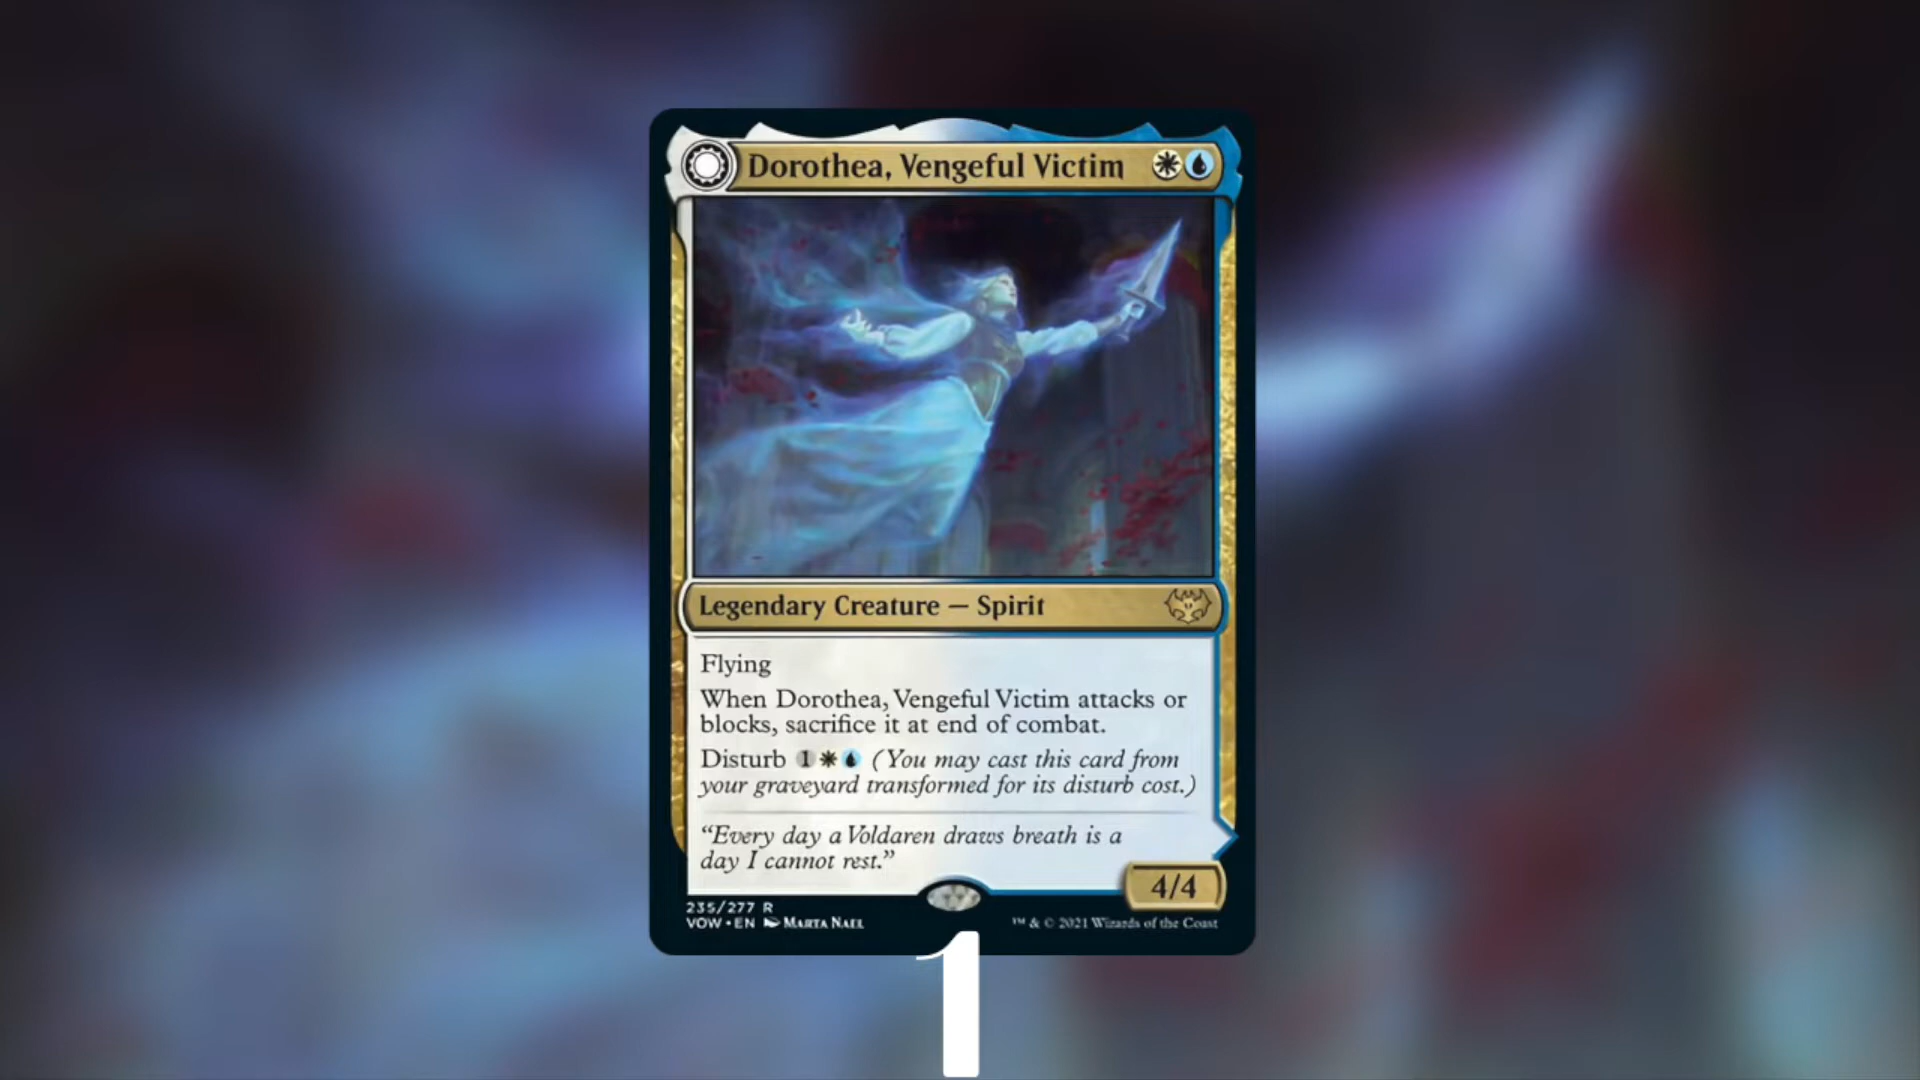 Dorothea, Vengeful Victim
Legendary Creature — Spirit
Flying
When Dorothea, Vengeful Victim attacks or
blocks, sacrifice it at end of combat.
Disturb 1 (You may cast this card from
your graveyard transformed for its disturb cost.)
“Every day a Voldaren draws breath is a
day I cannot rest.”
4/4
235/277 R
VOW • EN Marta Nael
™ & © 2021 Wizards of the Coast
1